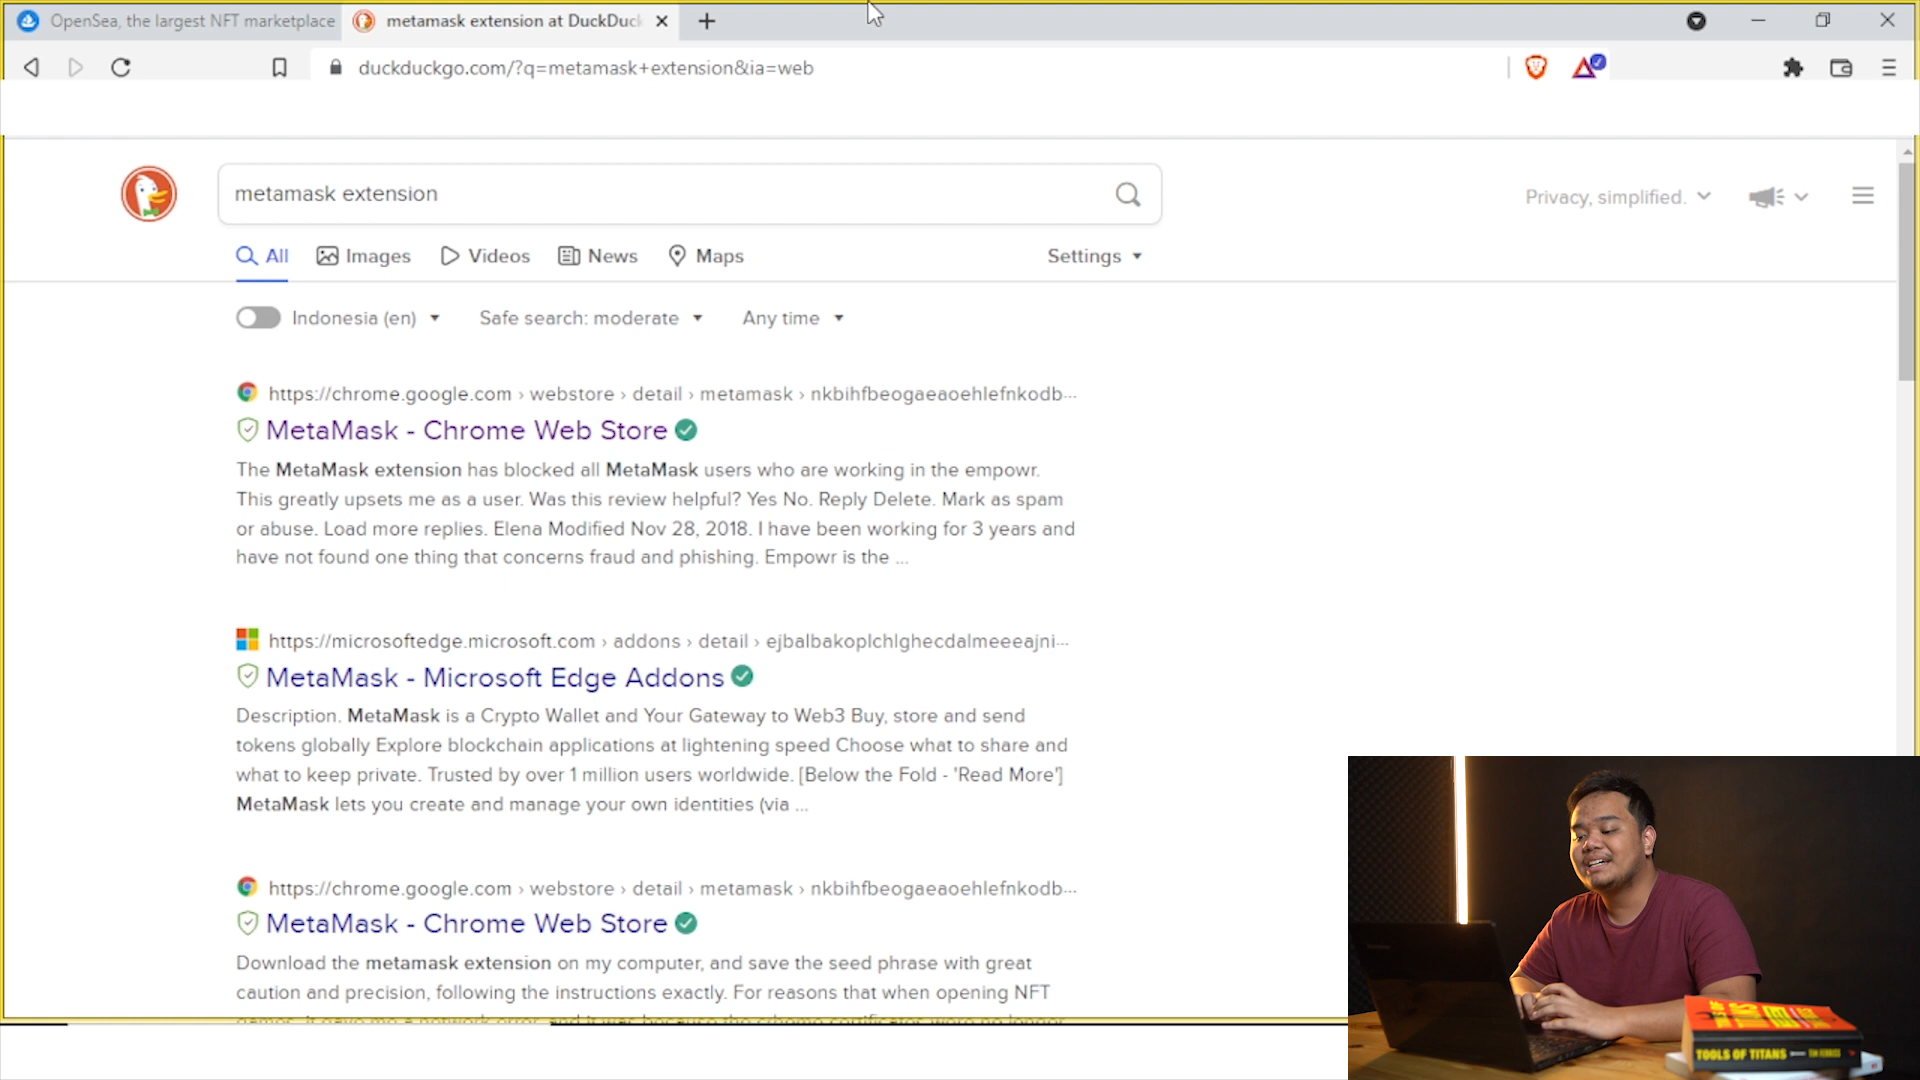 OpenSea, the largest NFT marketplace
metamask extension at DuckDuc
duckduckgo.com/?q=metamask+extension&ia=web
metamask extension
Privacy, simplified.
All Images Videos News Maps Settings
Indonesia (en) Safe search: moderate Any time
https://chrome.google.com › webstore › detail › metamask › nkbihfbeogaeaoehlefnkodb...
MetaMask - Chrome Web Store
The MetaMask extension has blocked all MetaMask users who are working in the empowr.
This greatly upsets me as a user. Was this review helpful? Yes No. Reply Delete. Mark as spam
or abuse. Load more replies. Elena Modified Nov 28, 2018. I have been working for 3 years and
have not found one thing that concerns fraud and phishing. Empowr is the ...
https://microsoftedge.microsoft.com › addons › detail › ejbalbakoplchlghecdalmeeeajni...
MetaMask - Microsoft Edge Addons
Description. MetaMask is a Crypto Wallet and Your Gateway to Web3 Buy, store and send
tokens globally Explore blockchain applications at lightening speed Choose what to share and
what to keep private. Trusted by over 1 million users worldwide. [Below the Fold - 'Read More']
MetaMask lets you create and manage your own identities (via ...
https://chrome.google.com › webstore › detail › metamask › nkbihfbeogaeaoehlefnkodb...
MetaMask - Chrome Web Store
Download the metamask extension on my computer, and save the seed phrase with great
caution and precision, following the instructions exactly. For reasons that when opening NFT
TOOLS OF TITANS
TIM FERRISS